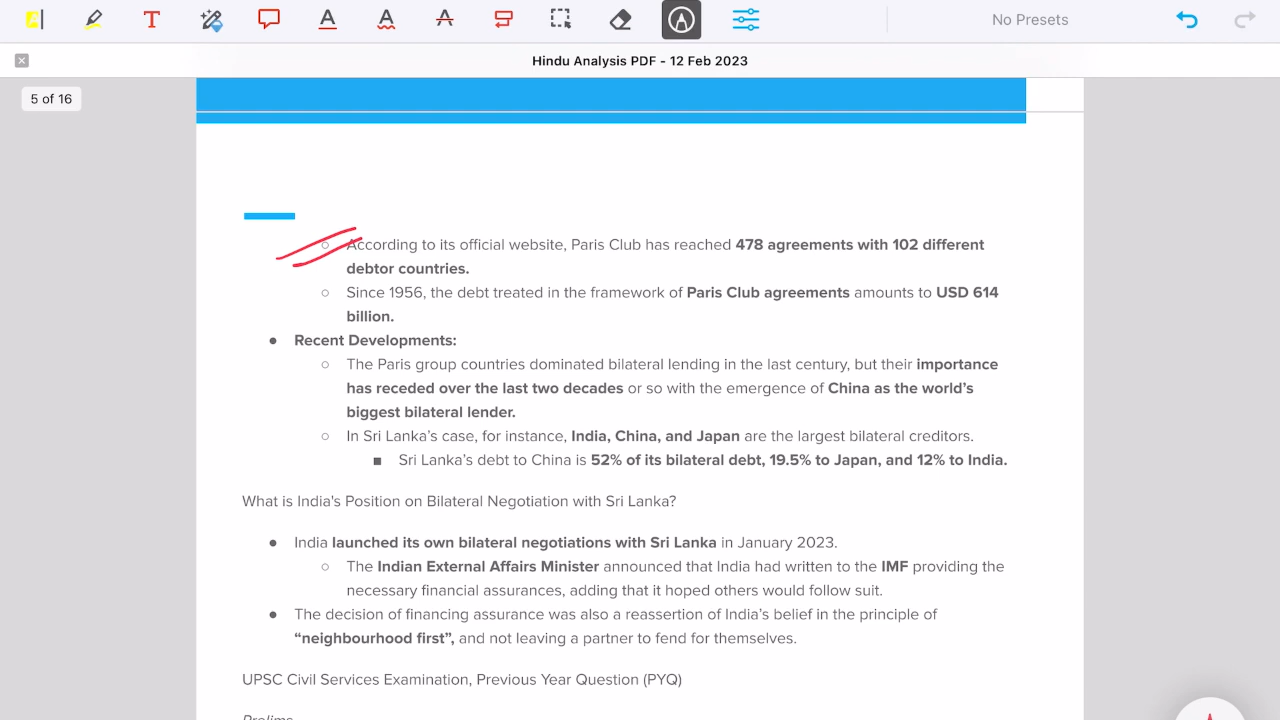 No Presets
Hindu Analysis PDF - 12 Feb 2023
5 of 16
○ According to its official website, Paris Club has reached 478 agreements with 102 different
debtor countries.
○ Since 1956, the debt treated in the framework of Paris Club agreements amounts to USD 614
billion.
● Recent Developments:
○ The Paris group countries dominated bilateral lending in the last century, but their importance
has receded over the last two decades or so with the emergence of China as the world’s
biggest bilateral lender.
○ In Sri Lanka’s case, for instance, India, China, and Japan are the largest bilateral creditors.
■ Sri Lanka’s debt to China is 52% of its bilateral debt, 19.5% to Japan, and 12% to India.
What is India's Position on Bilateral Negotiation with Sri Lanka?
● India launched its own bilateral negotiations with Sri Lanka in January 2023.
○ The Indian External Affairs Minister announced that India had written to the IMF providing the
necessary financial assurances, adding that it hoped others would follow suit.
● The decision of financing assurance was also a reassertion of India’s belief in the principle of
“neighbourhood first”, and not leaving a partner to fend for themselves.
UPSC Civil Services Examination, Previous Year Question (PYQ)
Prelims